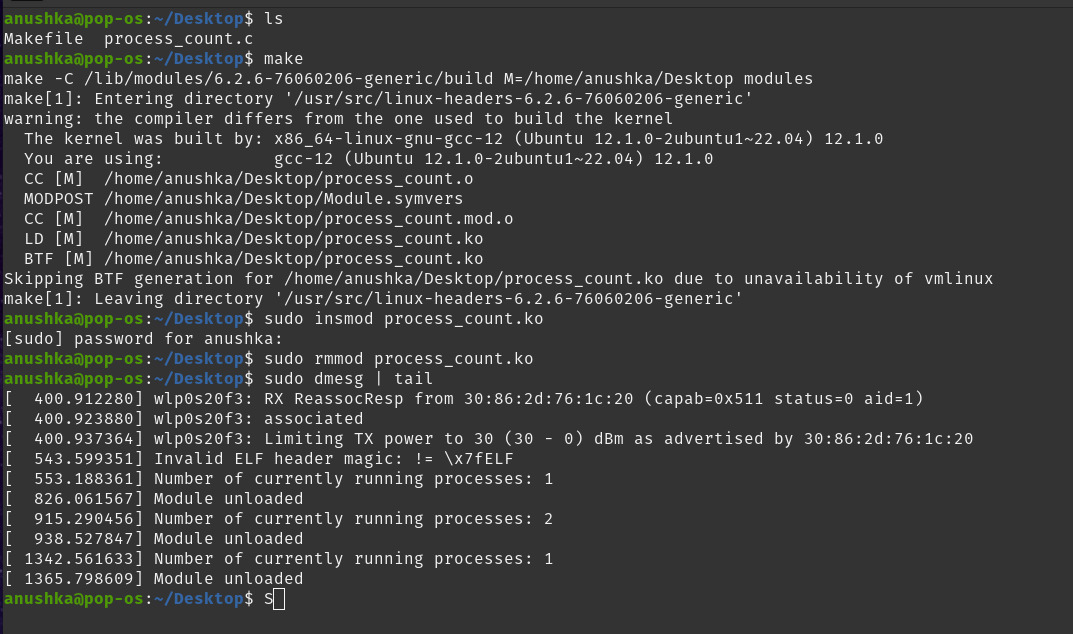 anushka@pop-os:~/Desktop$ ls
Makefile  process_count.c
anushka@pop-os:~/Desktop$ make
make -C /lib/modules/6.2.6-76060206-generic/build M=/home/anushka/Desktop modules
make[1]: Entering directory '/usr/src/linux-headers-6.2.6-76060206-generic'
warning: the compiler differs from the one used to build the kernel
  The kernel was built by: x86_64-linux-gnu-gcc-12 (Ubuntu 12.1.0-2ubuntu1~22.04) 12.1.0
  You are using:           gcc-12 (Ubuntu 12.1.0-2ubuntu1~22.04) 12.1.0
  CC [M]  /home/anushka/Desktop/process_count.o
  MODPOST /home/anushka/Desktop/Module.symvers
  CC [M]  /home/anushka/Desktop/process_count.mod.o
  LD [M]  /home/anushka/Desktop/process_count.ko
  BTF [M] /home/anushka/Desktop/process_count.ko
Skipping BTF generation for /home/anushka/Desktop/process_count.ko due to unavailability of vmlinux
make[1]: Leaving directory '/usr/src/linux-headers-6.2.6-76060206-generic'
anushka@pop-os:~/Desktop$ sudo insmod process_count.ko
[sudo] password for anushka:
anushka@pop-os:~/Desktop$ sudo rmmod process_count.ko
anushka@pop-os:~/Desktop$ sudo dmesg | tail
[  400.912280] wlp0s20f3: RX ReassocResp from 30:86:2d:76:1c:20 (capab=0x511 status=0 aid=1)
[  400.923880] wlp0s20f3: associated
[  400.937364] wlp0s20f3: Limiting TX power to 30 (30 - 0) dBm as advertised by 30:86:2d:76:1c:20
[  543.599351] Invalid ELF header magic: != \x7fELF
[  553.188361] Number of currently running processes: 1
[  826.061567] Module unloaded
[  915.290456] Number of currently running processes: 2
[  938.527847] Module unloaded
[ 1342.561633] Number of currently running processes: 1
[ 1365.798609] Module unloaded
anushka@pop-os:~/Desktop$ S